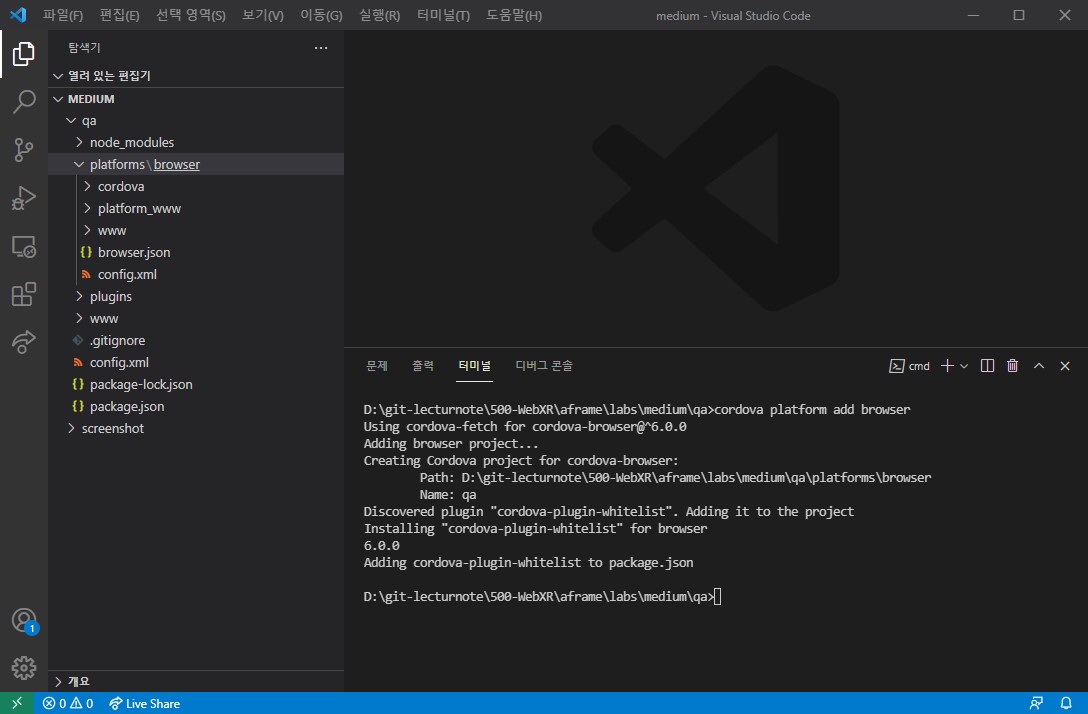 파일(F) 편집(E) 선택 영역(S) 보기(V) 이동(G) 실행(R) 터미널(T) 도움말(H) medium - Visual Studio Code
탐색기
열려 있는 편집기
MEDIUM
qa
node_modules
platforms\browser
cordova
platform_www
www
{} browser.json
config.xml
plugins
www
.gitignore
config.xml
{} package-lock.json
{} package.json
screenshot
개요
문제 출력 터미널 디버그 콘솔 cmd
D:\git-lecturnote\500-WebXR\aframe\labs\medium\qa>cordova platform add browser
Using cordova-fetch for cordova-browser@^6.0.0
Adding browser project...
Creating Cordova project for cordova-browser:
Path: D:\git-lecturnote\500-WebXR\aframe\labs\medium\qa\platforms\browser
Name: qa
Discovered plugin "cordova-plugin-whitelist". Adding it to the project
Installing "cordova-plugin-whitelist" for browser
6.0.0
Adding cordova-plugin-whitelist to package.json
D:\git-lecturnote\500-WebXR\aframe\labs\medium\qa>
1
0 0 Live Share